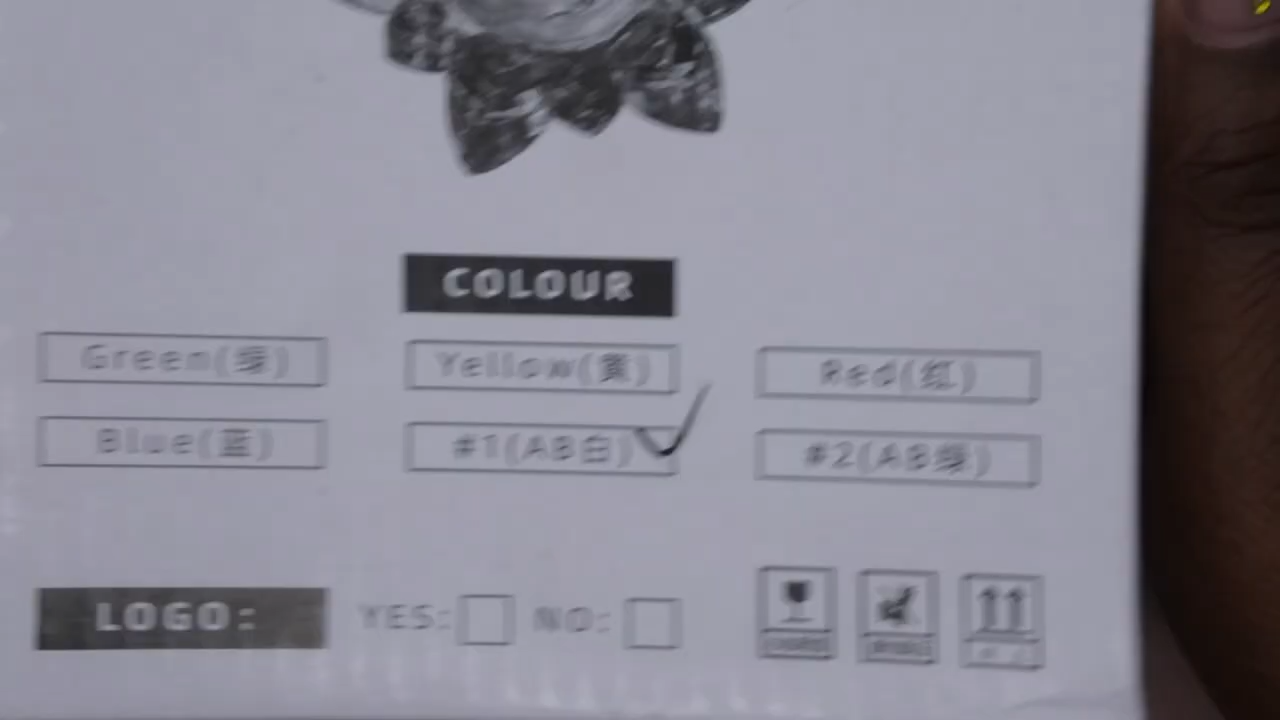 COLOUR
Green(绿) Yellow(黄) Red(红)
Blue(蓝) #1(AB白) #2(AB绿)
LOGO: YES: NO: